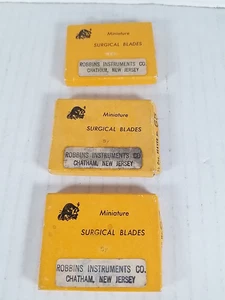 Miniature
SURGICAL BLADES
ROBBINS INSTRUMENTS CO.
CHATHAM, NEW JERSEY
Miniature
SURGICAL BLADES
ROBBINS INSTRUMENTS CO.
CHATHAM, NEW JERSEY
Miniature
SURGICAL BLADES
ROBBINS INSTRUMENTS CO.
CHATHAM, NEW JERSEY